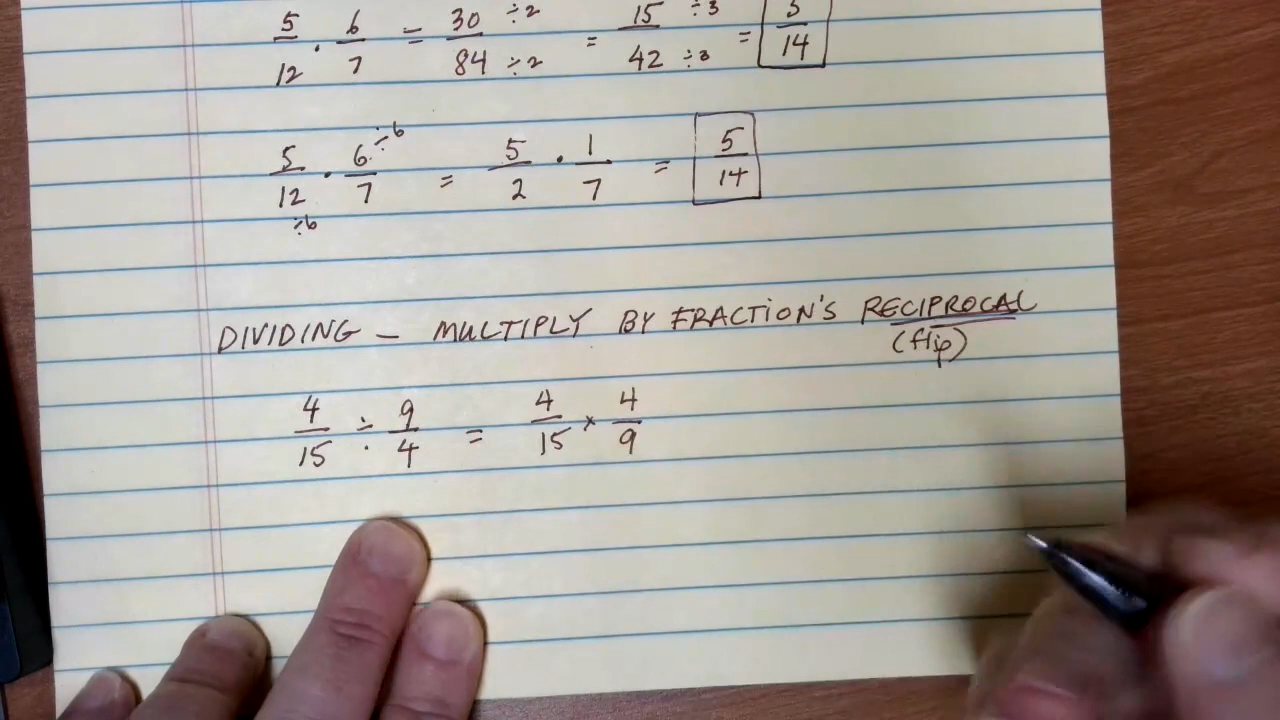 5/12 · 6/7 = 30/84 ÷2/÷2 = 15/42 ÷3/÷3 = 5/14
5/12 ÷6 · 6/7 ÷6 = 5/2 · 1/7 = 5/14
DIVIDING – MULTIPLY BY FRACTION'S RECIPROCAL
(flip)
4/15 ÷ 9/4 = 4/15 × 4/9